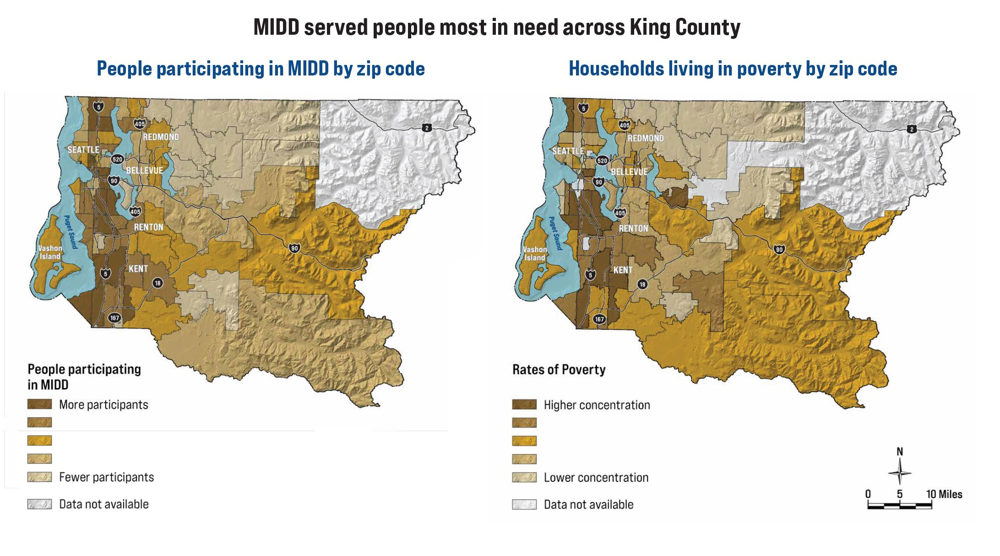 MIDD served people most in need across King County
People participating in MIDD by zip code
5
405
2
REDMOND
SEATTLE
520
BELLEVUE
90
405
RENTON
Puget Sound
Vashon
Island
90
KENT
5
18
167
People participating
in MIDD
More participants
Fewer participants
Data not available
Households living in poverty by zip code
5
405
2
REDMOND
SEATTLE
520
BELLEVUE
90
405
RENTON
Puget Sound
Vashon
Island
90
KENT
5
18
167
Rates of Poverty
Higher concentration
Lower concentration
Data not available
N
0 5 10 Miles